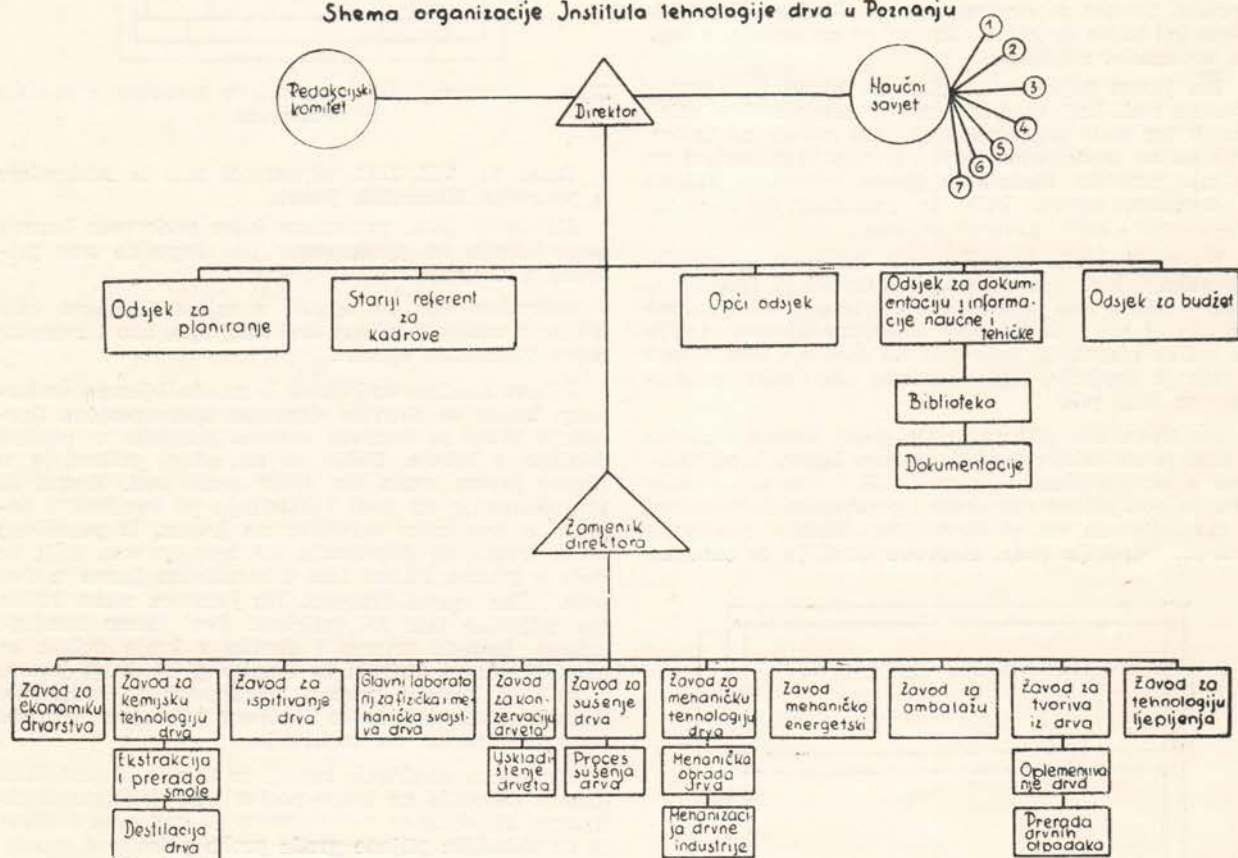 Shema organizacije Instituta tehnologije drva u Poznanju
Redakcijski
komitet
Direktor
Naučni
savjet
1
2
3
4
5
6
7
Odsjek za
planiranje
Stariji referent
za
kadrove
Opći odsjek
Odsjek za dokum-
entaciju i informa-
cije naučne i
tehičke
Odsjek za budžet
Biblioteka
Dokumentacije
Zamjenik
direktora
Zavod za
ekonomiku
drvarstva
Zavod za
kemijsku
tehnologiju
drva
Zavod za
ispitivanje
drva
Glavni laborato
rij za fizička i me-
hanička svojst-
va drva
Zavod
za kon-
zervaciju
drveta
Zavod za
sušenje
drva
Zavod za
mehaničku
tehnologiju
drva
Zavod
mehaničko
energetski
Zavod za
ambalažu
Zavod za
tvoriva
iz drva
Zavod za
tehnologiju
ljepljenja
Ekstrakcija
i prerada
smole
Destilacija
drva
Uskladi-
štenje
drveta
Proces
sušenja
drva
Mehanička
obrada
drva
Mehanizaci
ja drvne
industrije
Oplemenjiva
nje drva
Prerada
drvnih
otpadaka